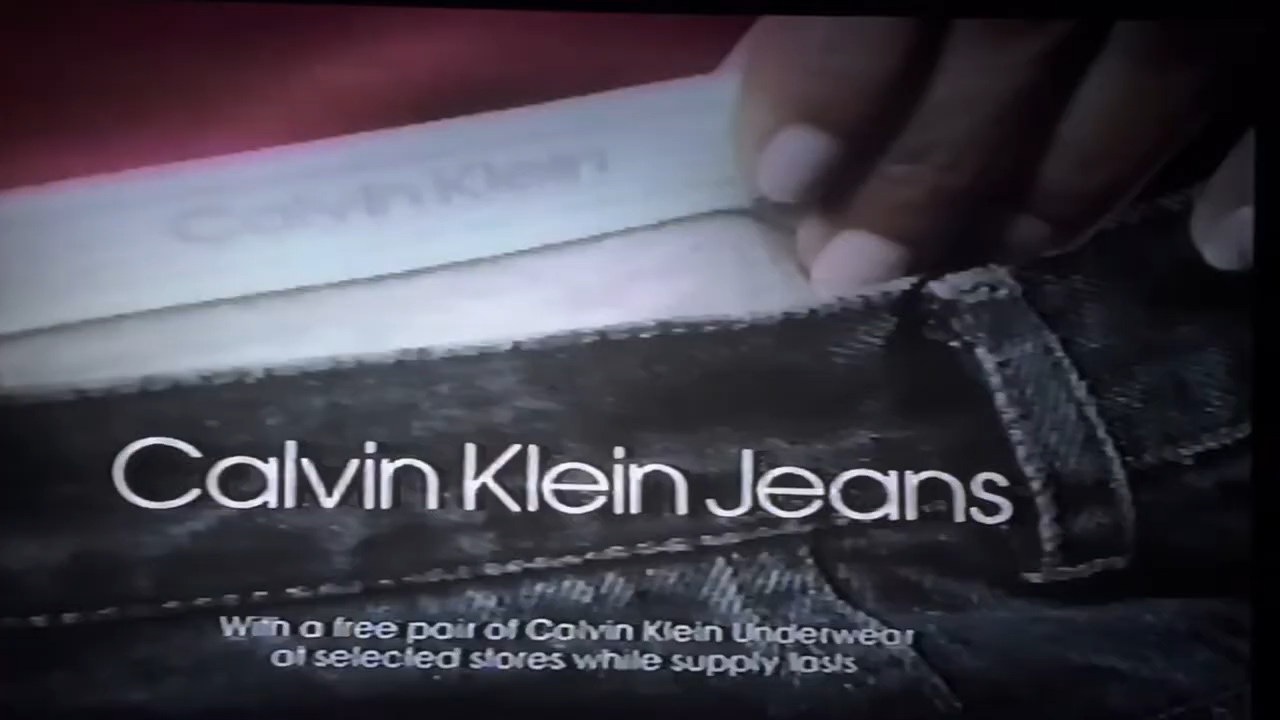 Calvin Klein
Calvin Klein Jeans
With a free pair of Calvin Klein Underwear
at selected stores while supply lasts